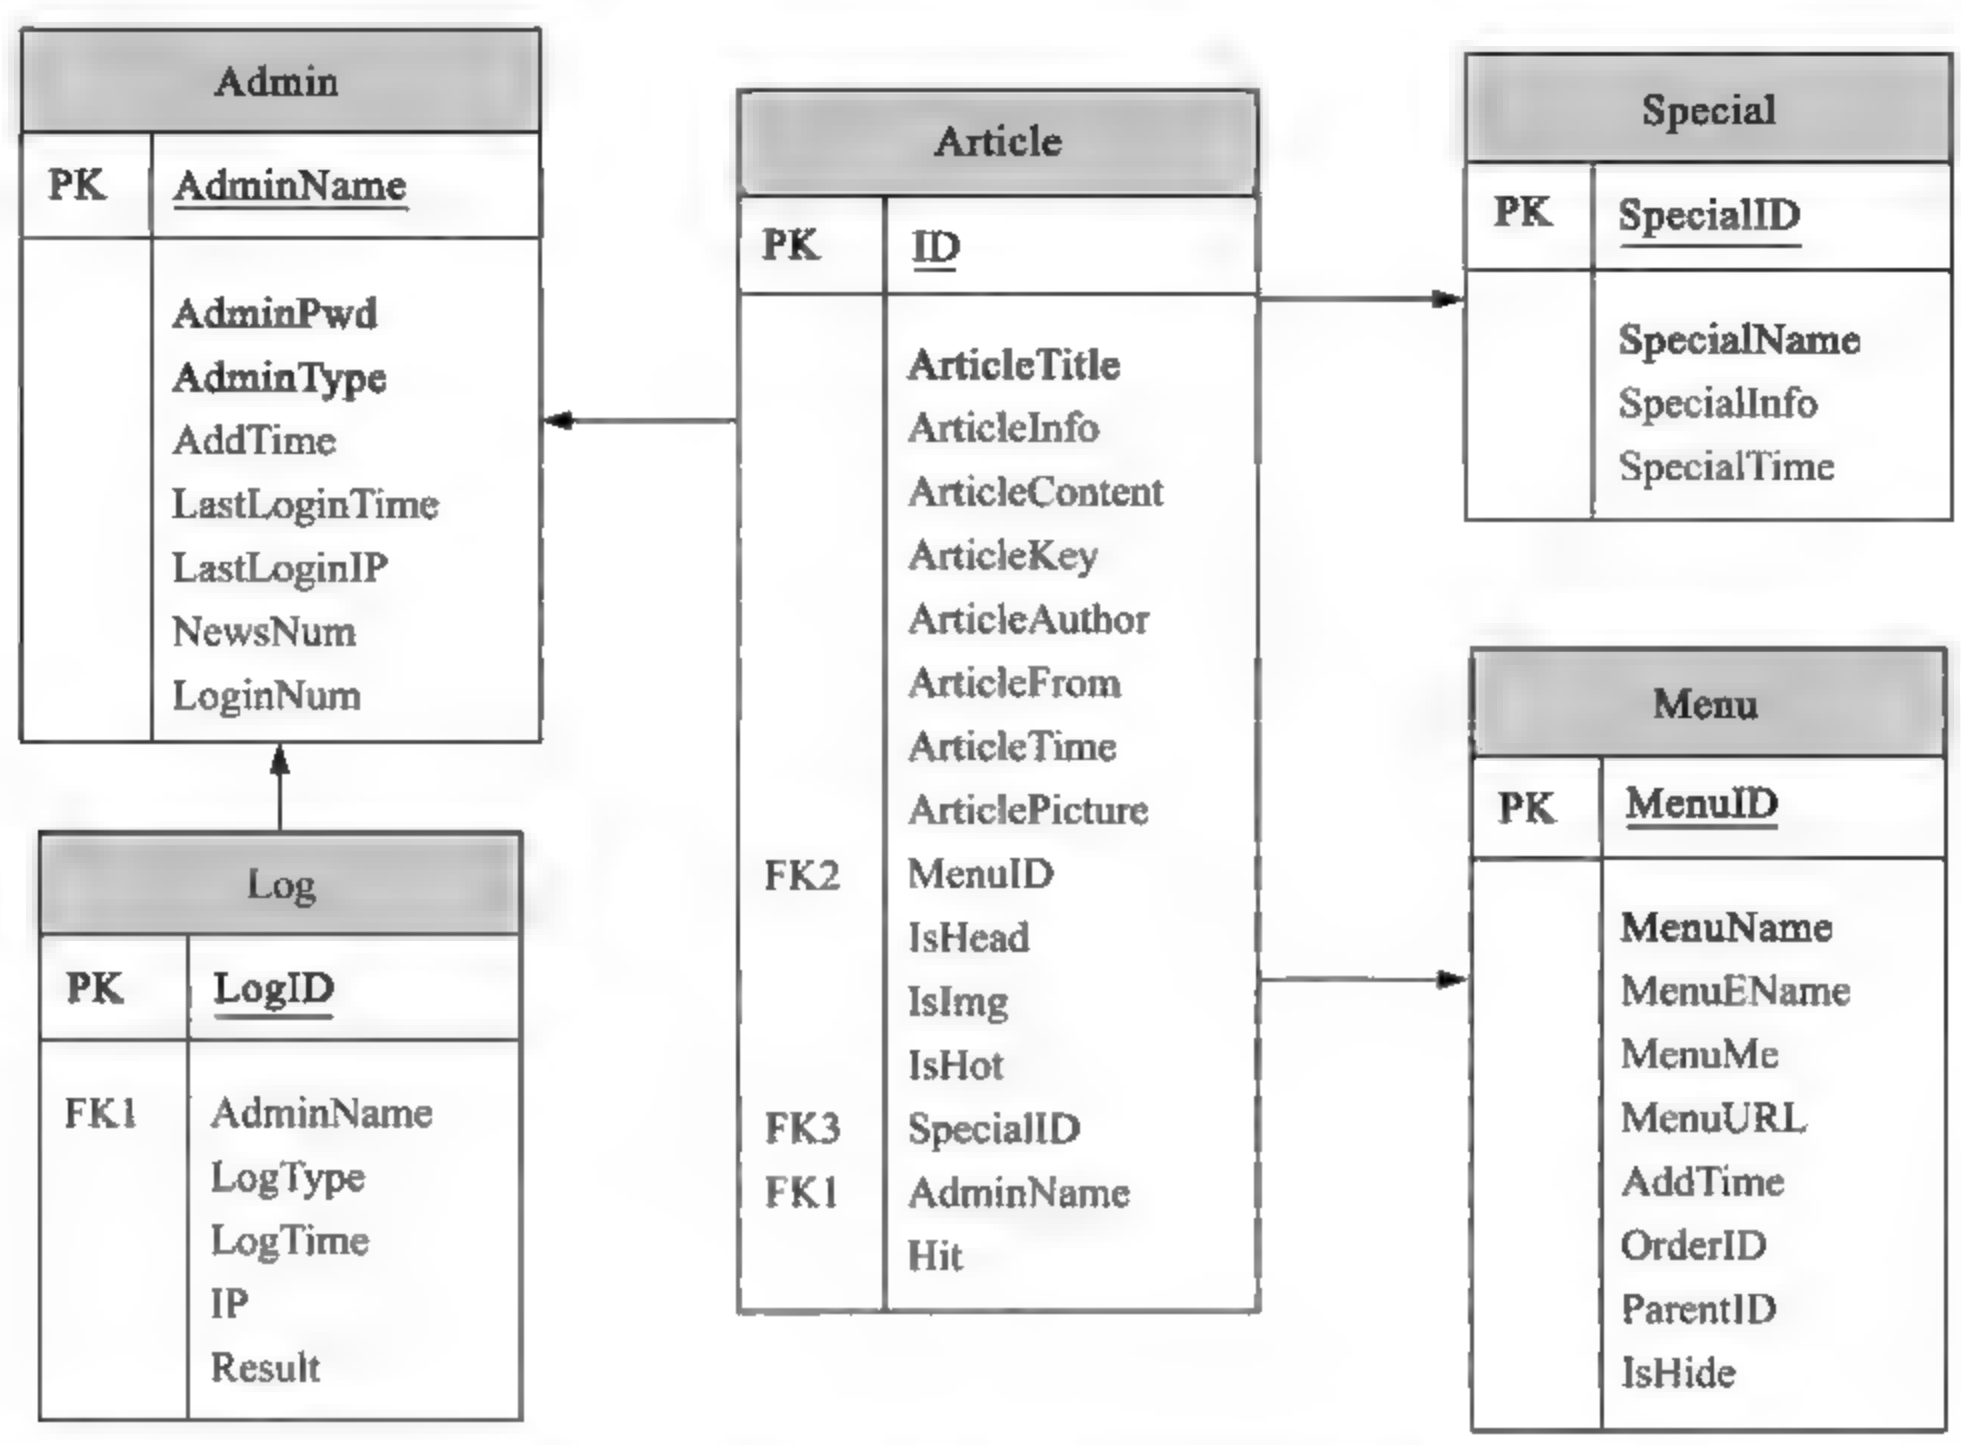 Admin
PK AdminName
AdminPwd
AdminType
AddTime
LastLoginTime
LastLoginIP
NewsNum
LoginNum
Log
PK LogID
FK1 AdminName
LogType
LogTime
IP
Result
Article
PK ID
ArticleTitle
ArticleInfo
ArticleContent
ArticleKey
ArticleAuthor
ArticleFrom
ArticleTime
ArticlePicture
FK2 MenuID
IsHead
IsImg
IsHot
FK3 SpecialID
FK1 AdminName
Hit
Special
PK SpecialID
SpecialName
SpecialInfo
SpecialTime
Menu
PK MenuID
MenuName
MenuEName
MenuMe
MenuURL
AddTime
OrderID
ParentID
IsHide